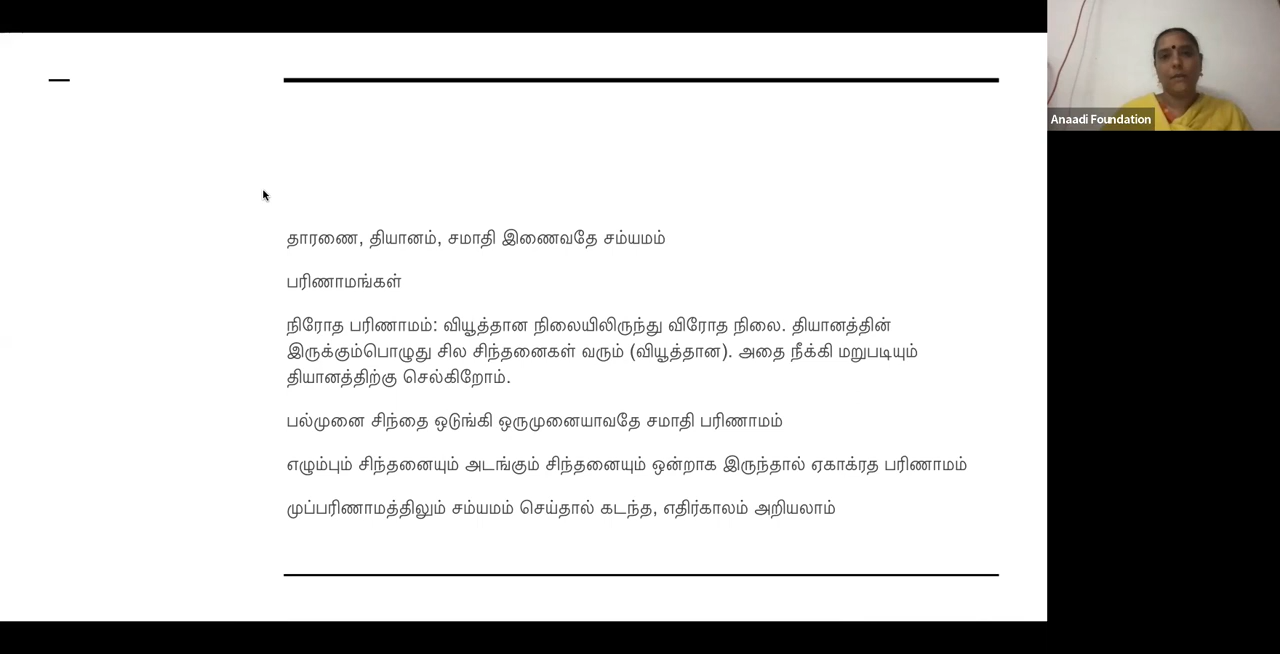 தாரணை, தியானம், சமாதி இணைவதே சம்யமம்
பரிணாமங்கள்
நிரோத பரிணாமம்: வியூத்தான நிலையிலிருந்து விரோத நிலை. தியானத்தின்
இருக்கும்பொழுது சில சிந்தனைகள் வரும் (வியூத்தான). அதை நீக்கி மறுபடியும்
தியானத்திற்கு செல்கிறோம்.
பல்முனை சிந்தை ஒடுங்கி ஒருமுனையாவதே சமாதி பரிணாமம்
எழும்பும் சிந்தனையும் அடங்கும் சிந்தனையும் ஒன்றாக இருந்தால் ஏகாக்ரத பரிணாமம்
முப்பரிணாமத்திலும் சம்யமம் செய்தால் கடந்த, எதிர்காலம் அறியலாம்
Anaadi Foundation